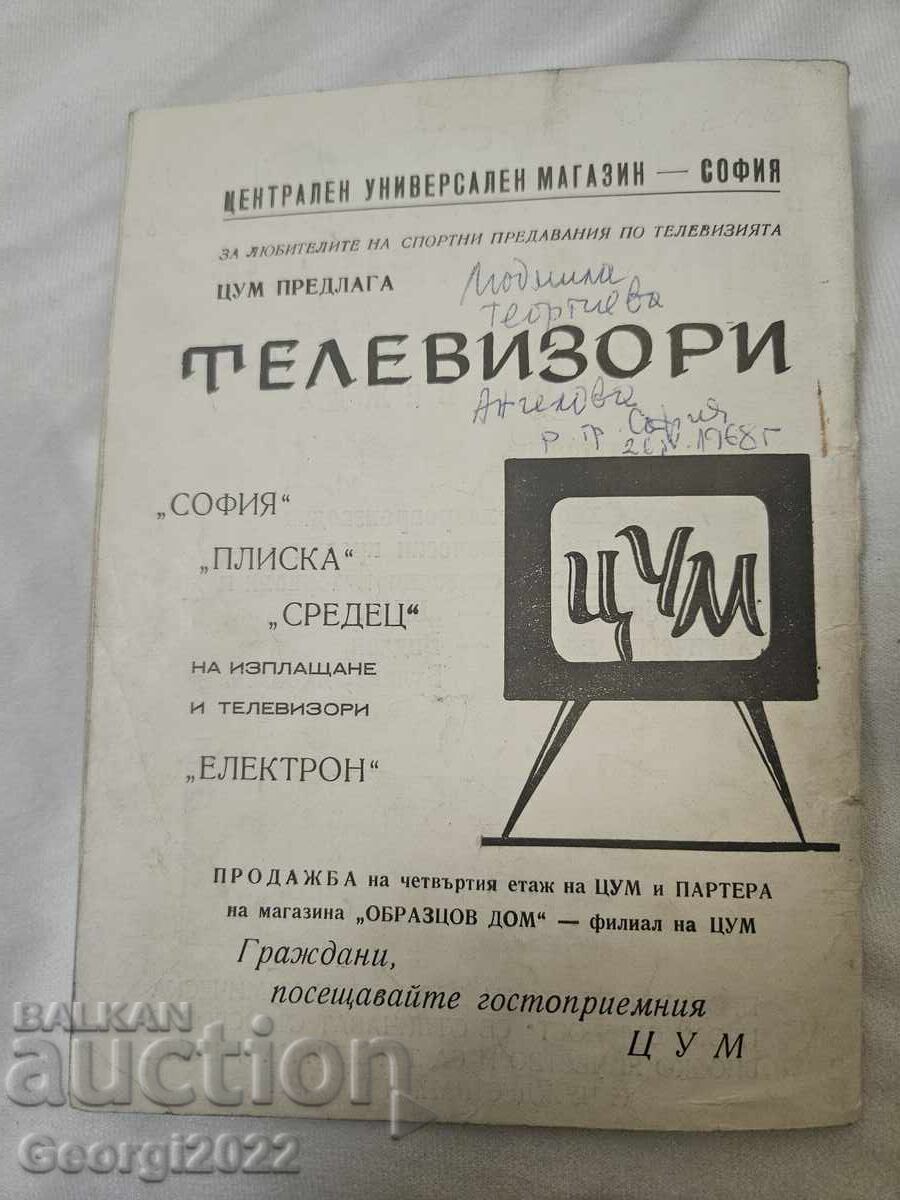 ЦЕНТРАЛЕН УНИВЕРСАЛЕН МАГАЗИН — СОФИЯ
ЗА ЛЮБИТЕЛИТЕ НА СПОРТНИ ПРЕДАВАНИЯ ПО ТЕЛЕВИЗИЯТА
ЦУМ ПРЕДЛАГА
Людмила
Георгиева
ТЕЛЕВИЗОРИ
Ангелова
р. гр. София
1968 г
„СОФИЯ“
„ПЛИСКА“
„СРЕДЕЦ“
НА ИЗПЛАЩАНЕ
И ТЕЛЕВИЗОРИ
„ЕЛЕКТРОН“
ЦУМ
ПРОДАЖБА на четвъртия етаж на ЦУМ и ПАРТЕРА
на магазина „ОБРАЗЦОВ ДОМ“ — филиал на ЦУМ
Граждани,
посещавайте гостоприемния
ЦУМ
BALKAN
auction
Georgi2022